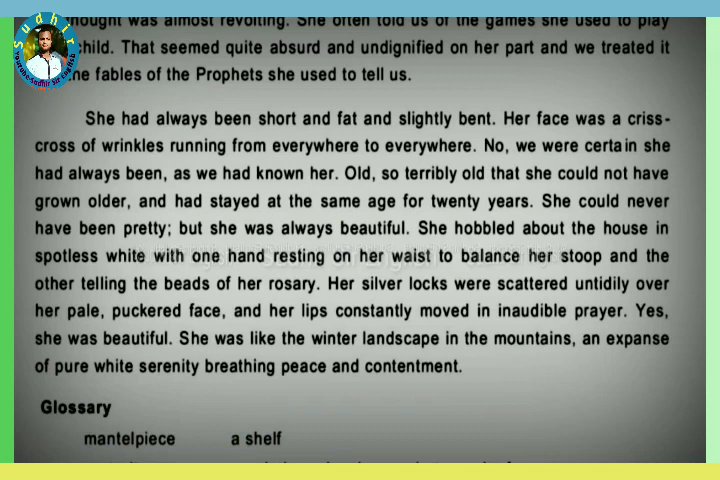 thought was almost revolting. She often told us of the games she used to play
Sudhir
child. That seemed quite absurd and undignified on her part and we treated it
Youtube-Sudhir Sir English
fables of the Prophets she used to tell us.
She had always been short and fat and slightly bent. Her face was a criss-
cross of wrinkles running from everywhere to everywhere. No, we were certain she
had always been, as we had known her. Old, so terribly old that she could not have
grown older, and had stayed at the same age for twenty years. She could never
have been pretty; but she was always beautiful. She hobbled about the house in
spotless white with one hand resting on her waist to balance her stoop and the
other telling the beads of her rosary. Her silver locks were scattered untidily over
her pale, puckered face, and her lips constantly moved in inaudible prayer. Yes,
she was beautiful. She was like the winter landscape in the mountains, an expanse
of pure white serenity breathing peace and contentment.
Glossary
mantelpiece a shelf